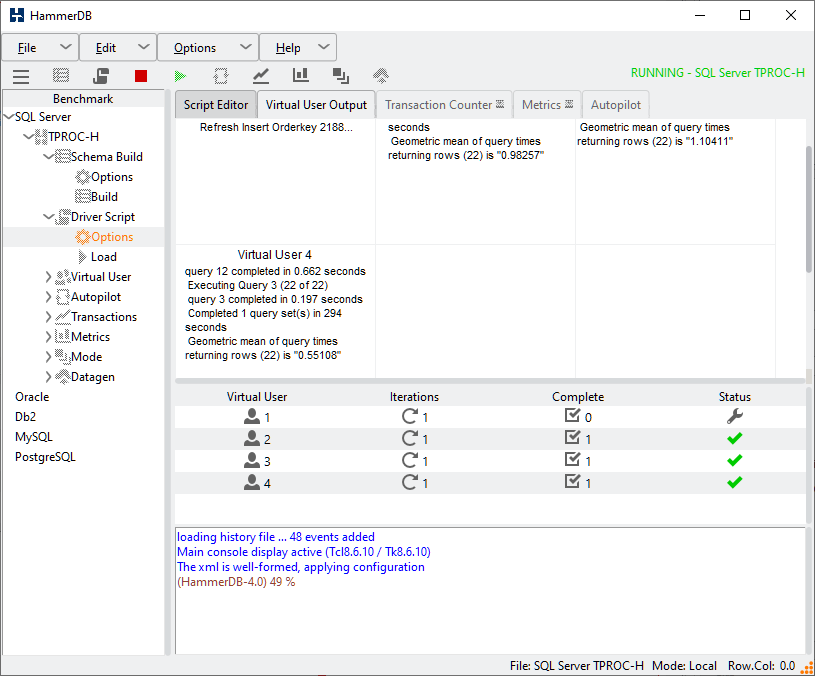 HammerDB
File Edit Options Help
RUNNING - SQL Server TPROC-H
Benchmark
SQL Server
TPROC-H
Schema Build
Options
Build
Driver Script
Options
Load
Virtual User
Autopilot
Transactions
Metrics
Mode
Datagen
Oracle
Db2
MySQL
PostgreSQL
Script Editor Virtual User Output Transaction Counter Metrics Autopilot
Refresh Insert Orderkey 2188...
seconds
Geometric mean of query times
returning rows (22) is "0.98257"
Geometric mean of query times
returning rows (22) is "1.10411"
Virtual User 4
query 12 completed in 0.662 seconds
Executing Query 3 (22 of 22)
query 3 completed in 0.197 seconds
Completed 1 query set(s) in 294
seconds
Geometric mean of query times
returning rows (22) is "0.55108"
Virtual User Iterations Complete Status
1 1 0
2 1 1
3 1 1
4 1 1
loading history file ... 48 events added
Main console display active (Tcl8.6.10 / Tk8.6.10)
The xml is well-formed, applying configuration
(HammerDB-4.0) 49 %
File: SQL Server TPROC-H Mode: Local Row.Col: 0.0